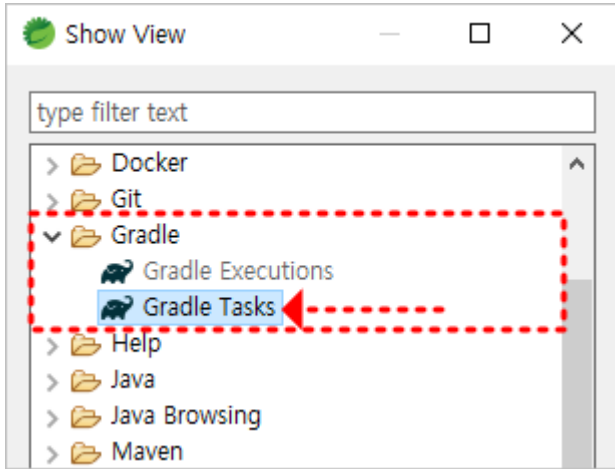 Show View
type filter text
Docker
Git
Gradle
Gradle Executions
Gradle Tasks
Help
Java
Java Browsing
Maven